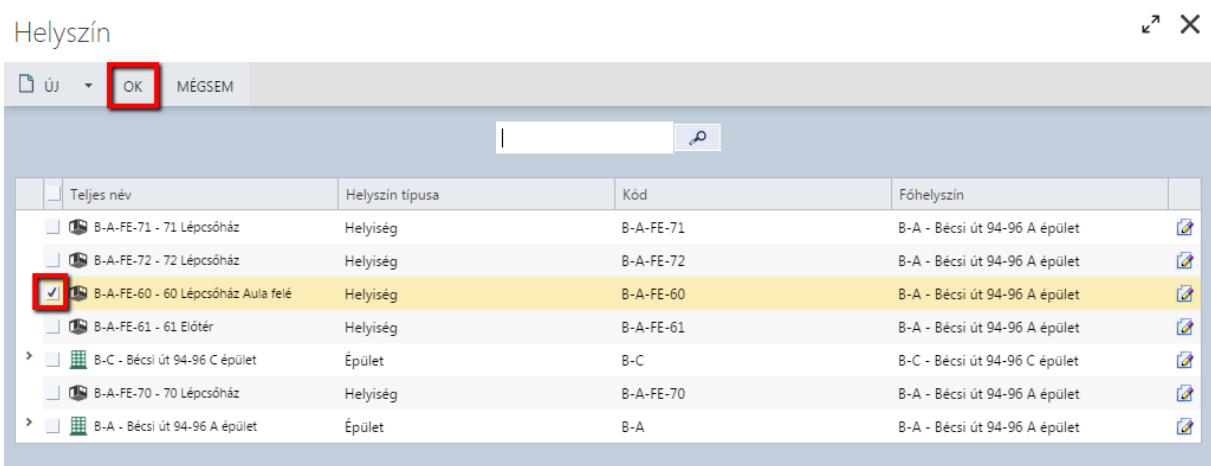 Helyszín
ÚJ OK MÉGSEM
Teljes név Helyszín típusa Kód Főhelyszín
B-A-FE-71 - 71 Lépcsőház Helyiség B-A-FE-71 B-A - Bécsi út 94-96 A épület
B-A-FE-72 - 72 Lépcsőház Helyiség B-A-FE-72 B-A - Bécsi út 94-96 A épület
B-A-FE-60 - 60 Lépcsőház Aula felé Helyiség B-A-FE-60 B-A - Bécsi út 94-96 A épület
B-A-FE-61 - 61 Előtér Helyiség B-A-FE-61 B-A - Bécsi út 94-96 A épület
B-C - Bécsi út 94-96 C épület Épület B-C B-C - Bécsi út 94-96 C épület
B-A-FE-70 - 70 Lépcsőház Helyiség B-A-FE-70 B-A - Bécsi út 94-96 A épület
B-A - Bécsi út 94-96 A épület Épület B-A B-A - Bécsi út 94-96 A épület